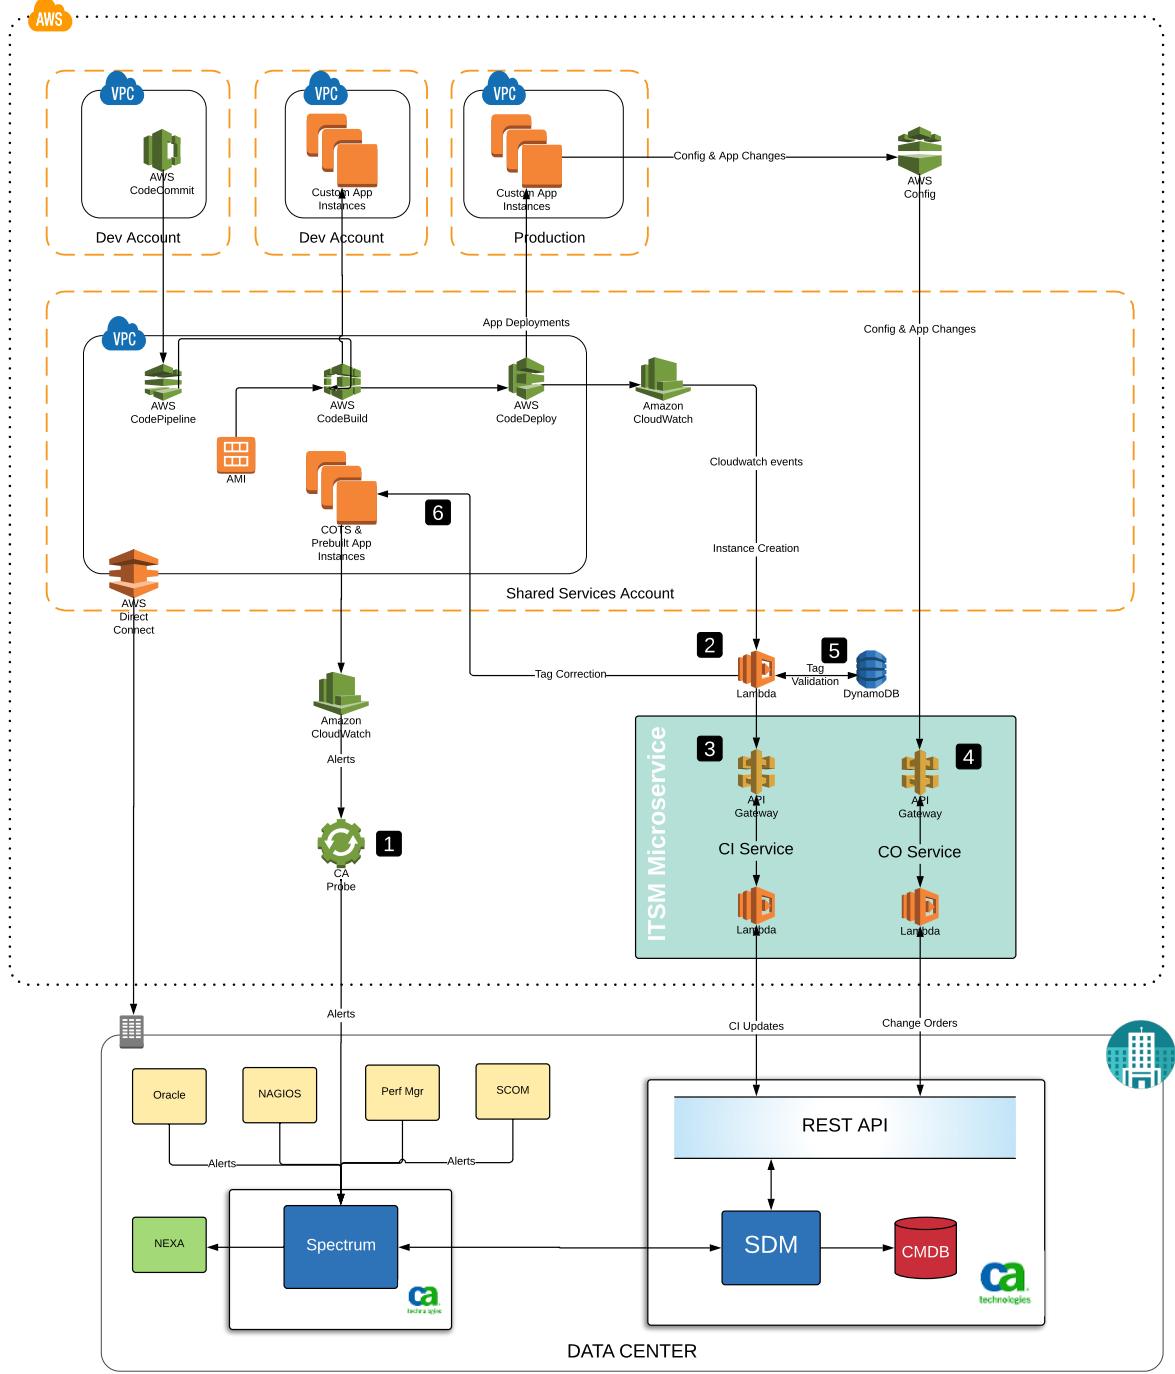 AWS
VPC
VPC
VPC
AWS
CodeCommit
Custom App
Instances
Custom App
Instances
Config & App Changes
AWS
Config
Dev Account
Dev Account
Production
VPC
App Deployments
Config & App Changes
AWS
CodePipeline
AWS
CodeBuild
AWS
CodeDeploy
Amazon
CloudWatch
AMI
Cloudwatch events
6
COTS &
Prebuilt App
Instances
Instance Creation
Shared Services Account
AWS
Direct
Connect
2
5
Tag Correction
Lambda
Tag
Validation
DynamoDB
Amazon
CloudWatch
Alerts
ITSM Microservice
3
4
API
Gateway
API
Gateway
1
CA
Probe
CI Service
CO Service
Lambda
Lambda
Alerts
CI Updates
Change Orders
Oracle
NAGIOS
Perf Mgr
SCOM
REST API
Alerts
Alerts
NEXA
Spectrum
SDM
CMDB
ca
technologies
ca
technologies
DATA CENTER